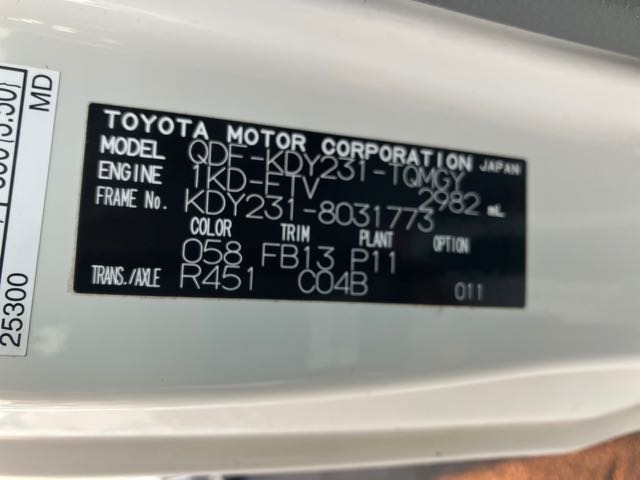 TOYOTA MOTOR CORPORATION JAPAN
MODEL QDF-KDY231-TQMGY
ENGINE 1KD-FTV 2982 mL
FRAME No. KDY231-8031773
COLOR TRIM PLANT OPTION
058 FB13 P11
TRANS./AXLE R451 C04B 011
MD
25300